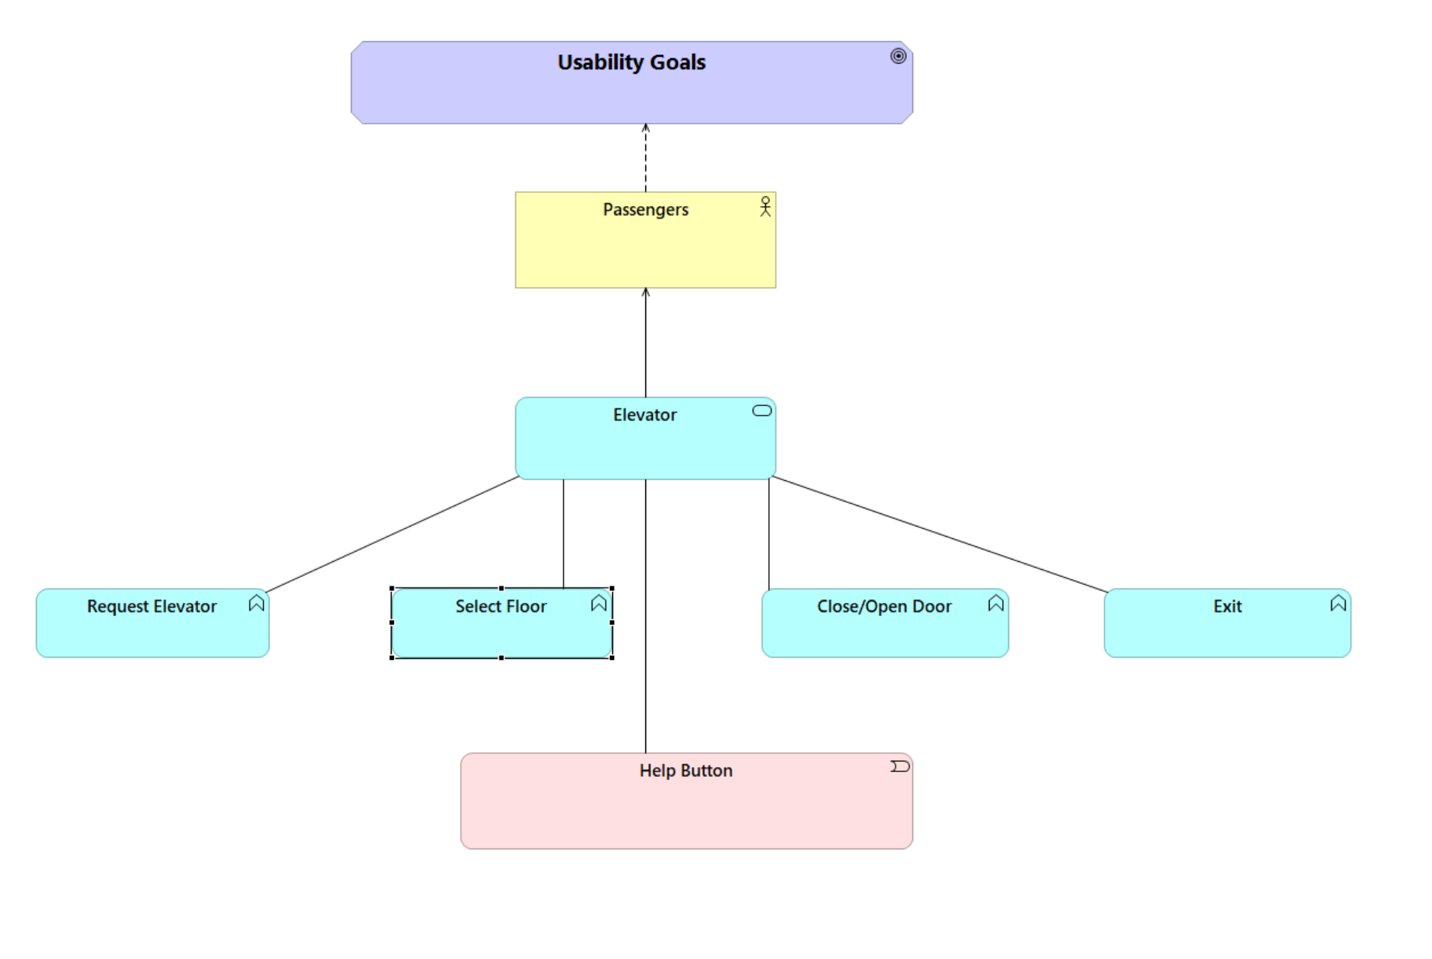 Usability Goals
Passengers
Elevator
Request Elevator
Select Floor
Close/Open Door
Exit
Help Button